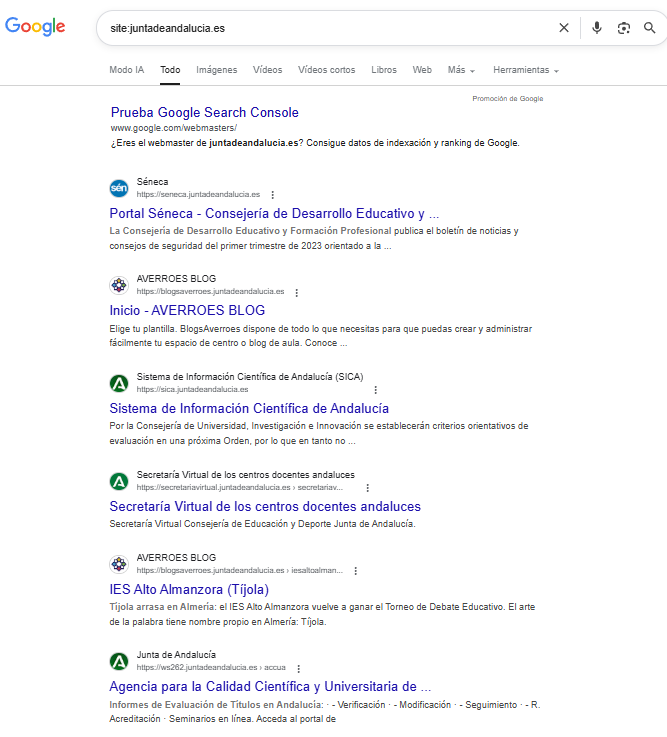 Google
site:juntadeandalucia.es
Modo IA Todo Imágenes Vídeos Vídeos cortos Libros Web Más Herramientas
Promoción de Google
Prueba Google Search Console
www.google.com/webmasters/
¿Eres el webmaster de juntadeandalucia.es? Consigue datos de indexación y ranking de Google.
sén
Séneca
https://seneca.juntadeandalucia.es
Portal Séneca - Consejería de Desarrollo Educativo y ...
La Consejería de Desarrollo Educativo y Formación Profesional publica el boletín de noticias y
consejos de seguridad del primer trimestre de 2023 orientado a la ...
AVERROES BLOG
https://blogsaverroes.juntadeandalucia.es
Inicio - AVERROES BLOG
Elige tu plantilla. BlogsAverroes dispone de todo lo que necesitas para que puedas crear y administrar
fácilmente tu espacio de centro o blog de aula. Conoce ...
Sistema de Información Científica de Andalucía (SICA)
https://sica.juntadeandalucia.es
Sistema de Información Científica de Andalucía
Por la Consejería de Universidad, Investigación e Innovación se establecerán criterios orientativos de
evaluación en una próxima Orden, por lo que en tanto no ...
Secretaría Virtual de los centros docentes andaluces
https://secretariavirtual.juntadeandalucia.es › secretariav...
Secretaría Virtual de los centros docentes andaluces
Secretaría Virtual Consejería de Educación y Deporte Junta de Andalucía.
AVERROES BLOG
https://blogsaverroes.juntadeandalucia.es › iesaltoalman...
IES Alto Almanzora (Tíjola)
Tíjola arrasa en Almería: el IES Alto Almanzora vuelve a ganar el Torneo de Debate Educativo. El arte
de la palabra tiene nombre propio en Almería: Tíjola.
Junta de Andalucía
https://ws262.juntadeandalucia.es › accua
Agencia para la Calidad Científica y Universitaria de ...
Informes de Evaluación de Títulos en Andalucia: · - Verificación · - Modificación · - Seguimiento · - R.
Acreditación · Seminarios en línea. Acceda al portal de